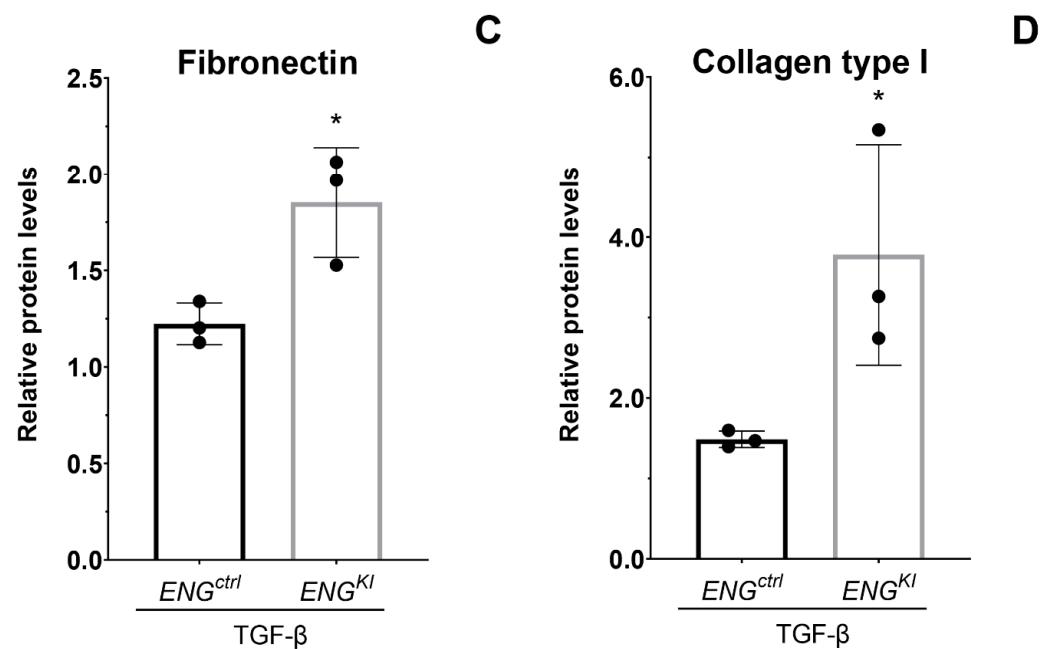 C
Fibronectin
Relative protein levels
2.5
2.0
1.5
1.0
0.5
0.0
*
ENG^ctrl
ENG^KI
TGF-β
D
Collagen type I
Relative protein levels
6.0
4.0
2.0
0.0
*
ENG^ctrl
ENG^KI
TGF-β